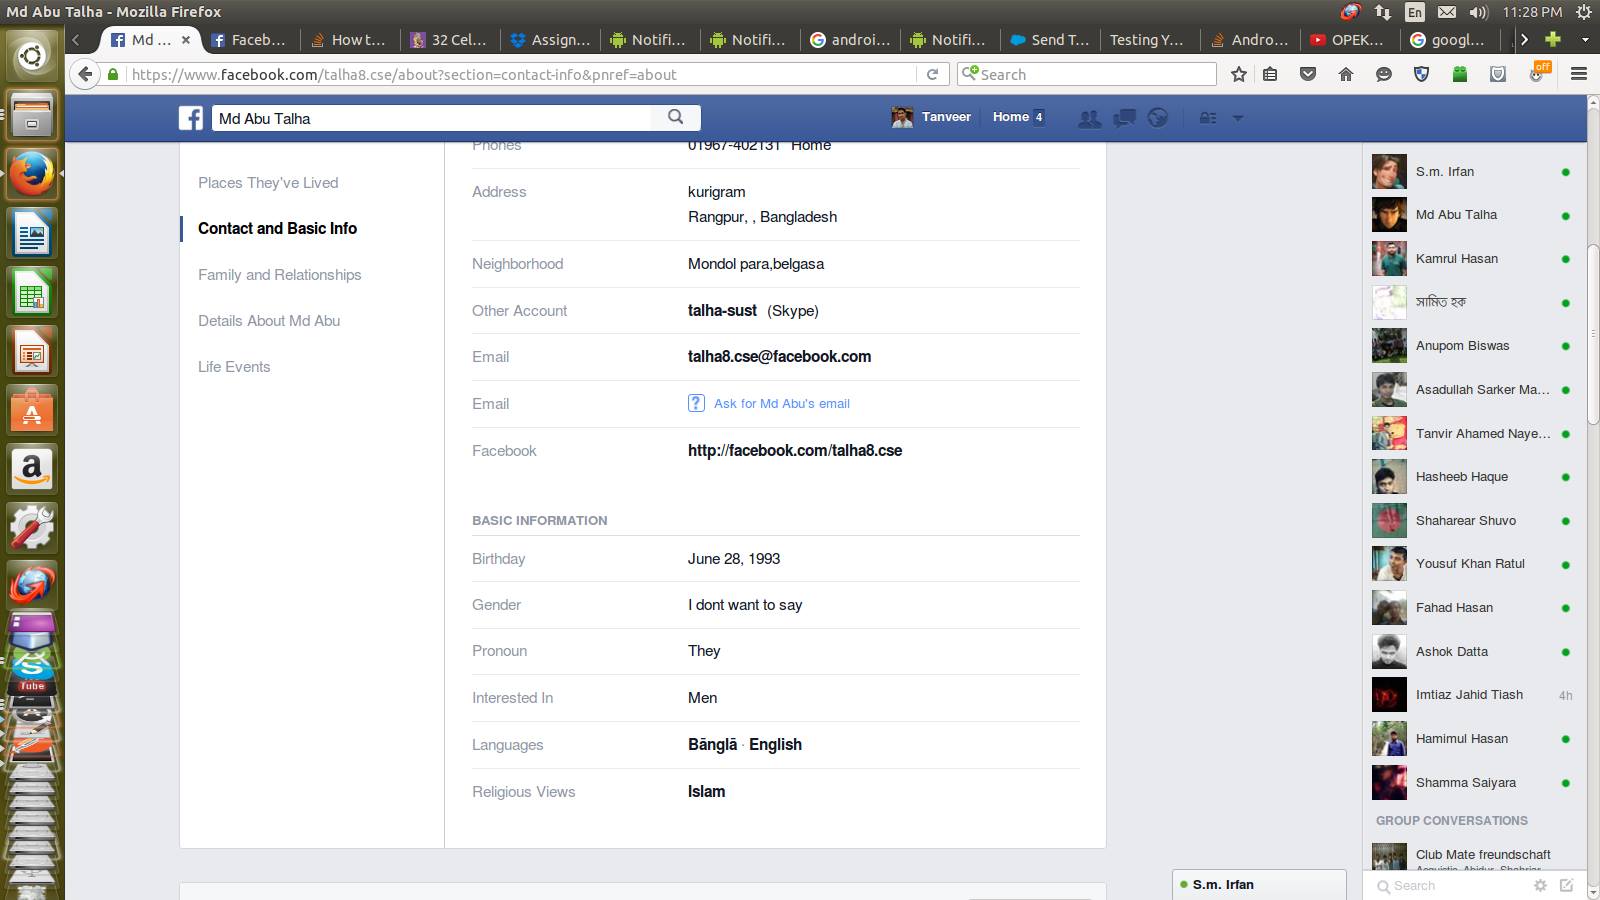 Md Abu Talha - Mozilla Firefox
En
11:28 PM
Md ...
Faceb...
How t...
32 Cel...
Assign...
Notifi...
Notifi...
androi...
Notifi...
Send T...
Testing Y...
Andro...
OPEK...
googl...
https://www.facebook.com/talha8.cse/about?section=contact-info&pnref=about
Search
off
Md Abu Talha
Tanveer
Home 4
Phones 01967-402131 Home
Places They've Lived
Address kurigram
Rangpur, , Bangladesh
Contact and Basic Info
Neighborhood Mondol para,belgasa
Family and Relationships
Other Account talha-sust (Skype)
Details About Md Abu
Email talha8.cse@facebook.com
Life Events
Email ? Ask for Md Abu's email
Facebook http://facebook.com/talha8.cse
BASIC INFORMATION
Birthday June 28, 1993
Gender I dont want to say
Pronoun They
Interested In Men
Languages Bānglā · English
Religious Views Islam
S.m. Irfan
Md Abu Talha
Kamrul Hasan
সামিত হক
Anupom Biswas
Asadullah Sarker Ma...
Tanvir Ahamed Naye...
Hasheeb Haque
Shaharear Shuvo
Yousuf Khan Ratul
Fahad Hasan
Ashok Datta
Imtiaz Jahid Tiash 4h
Hamimul Hasan
Shamma Saiyara
GROUP CONVERSATIONS
Club Mate freundschaft
Search
S.m. Irfan
Tube